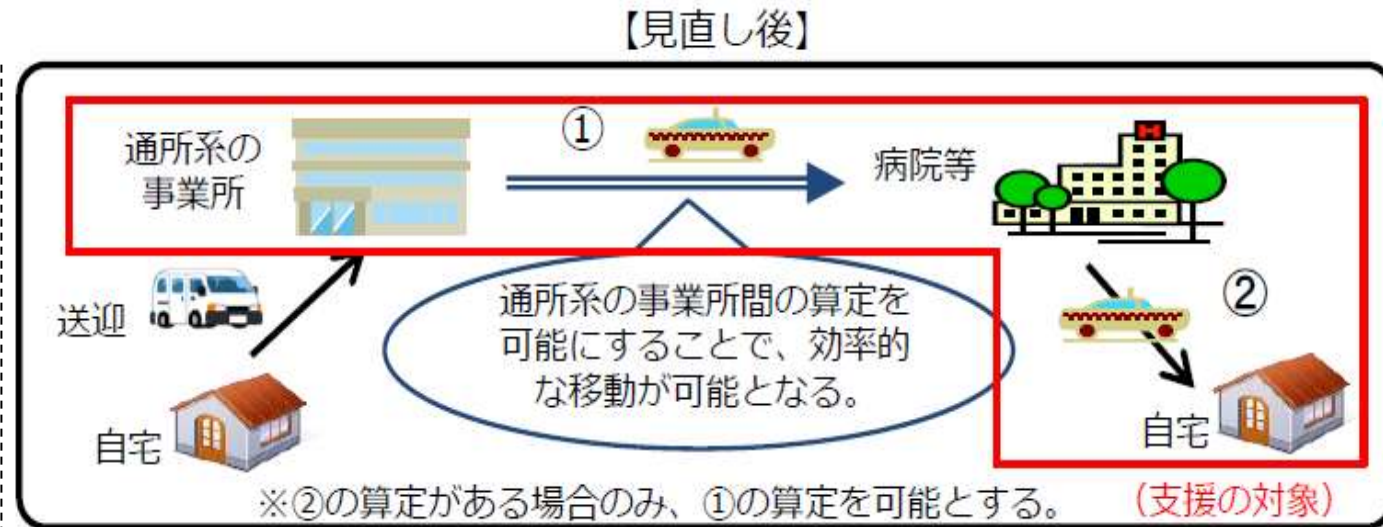 【見直し後】
通所系の
事業所
①
病院等
H
送迎
通所系の事業所間の算定を
可能にすることで、効率的
な移動が可能となる。
②
自宅
自宅
※②の算定がある場合のみ、①の算定を可能とする。
(支援の対象)